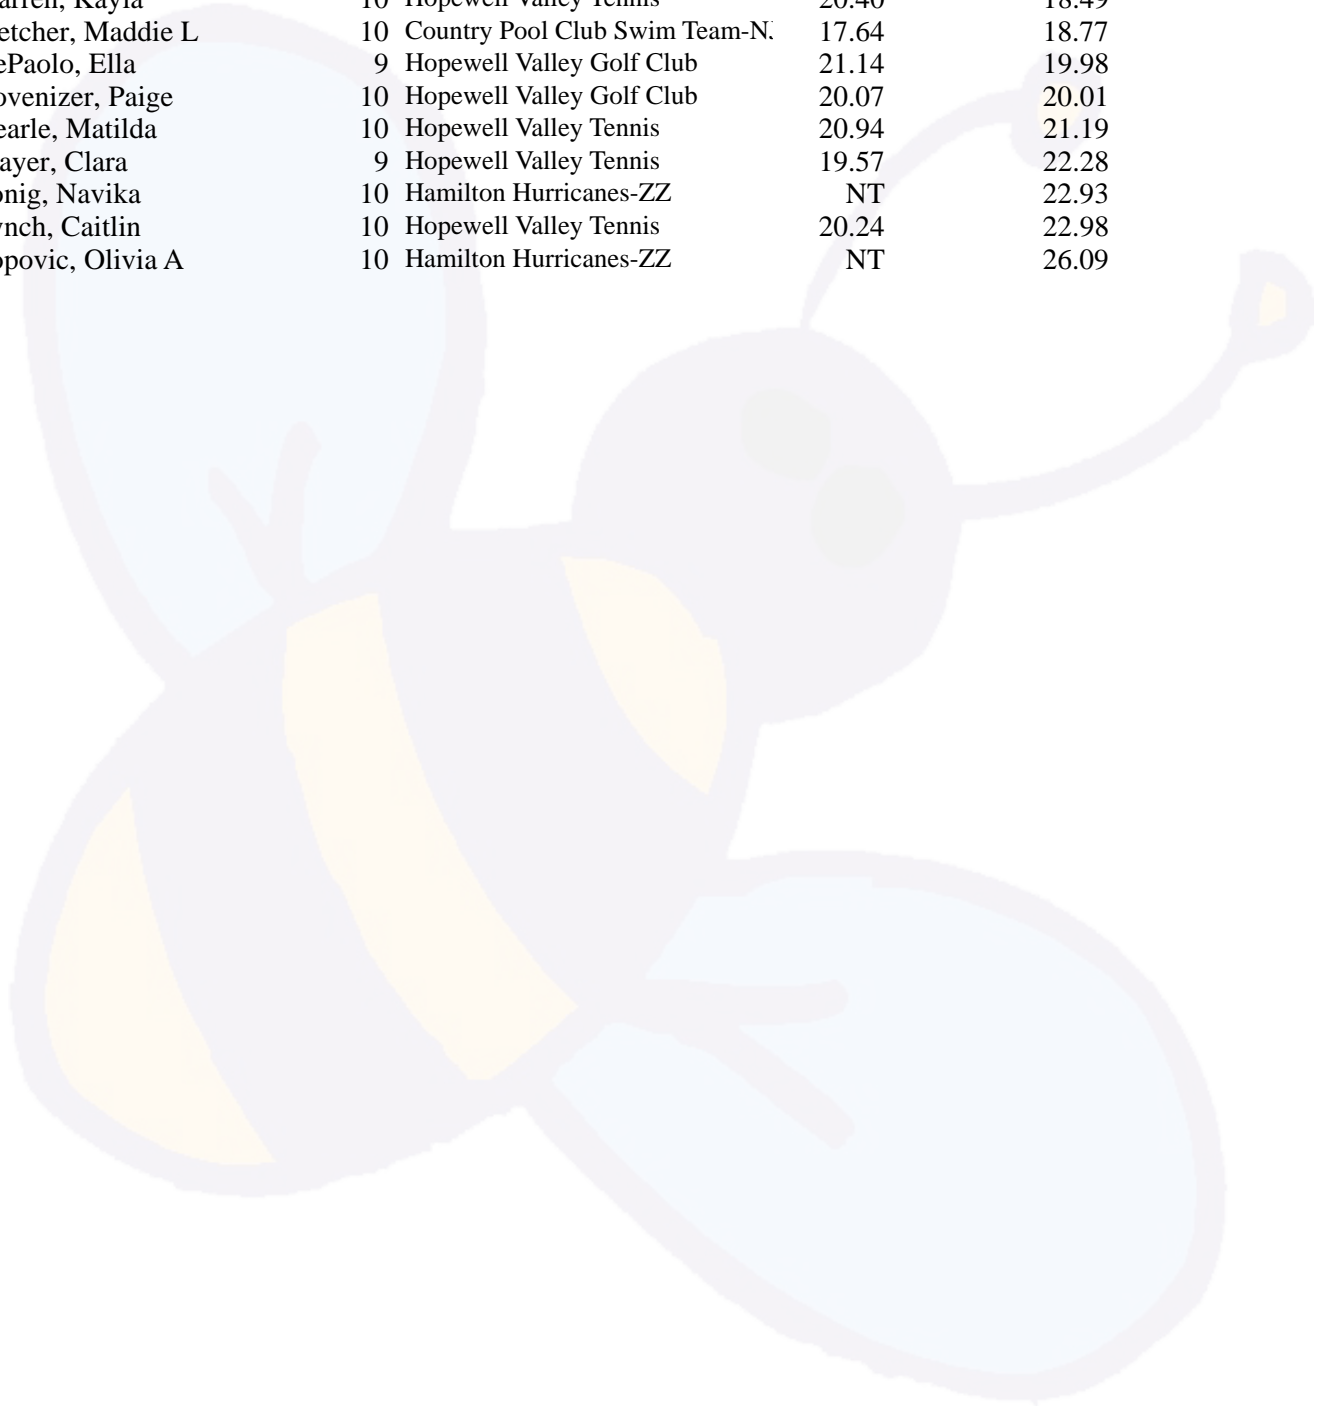 arren, Kayla 10 Hopewell Valley Tennis 20.40 18.49
etcher, Maddie L 10 Country Pool Club Swim Team-NJ 17.64 18.77
ePaolo, Ella 9 Hopewell Valley Golf Club 21.14 19.98
ovenizer, Paige 10 Hopewell Valley Golf Club 20.07 20.01
earle, Matilda 10 Hopewell Valley Tennis 20.94 21.19
ayer, Clara 9 Hopewell Valley Tennis 19.57 22.28
onig, Navika 10 Hamilton Hurricanes-ZZ NT 22.93
ynch, Caitlin 10 Hopewell Valley Tennis 20.24 22.98
opovic, Olivia A 10 Hamilton Hurricanes-ZZ NT 26.09